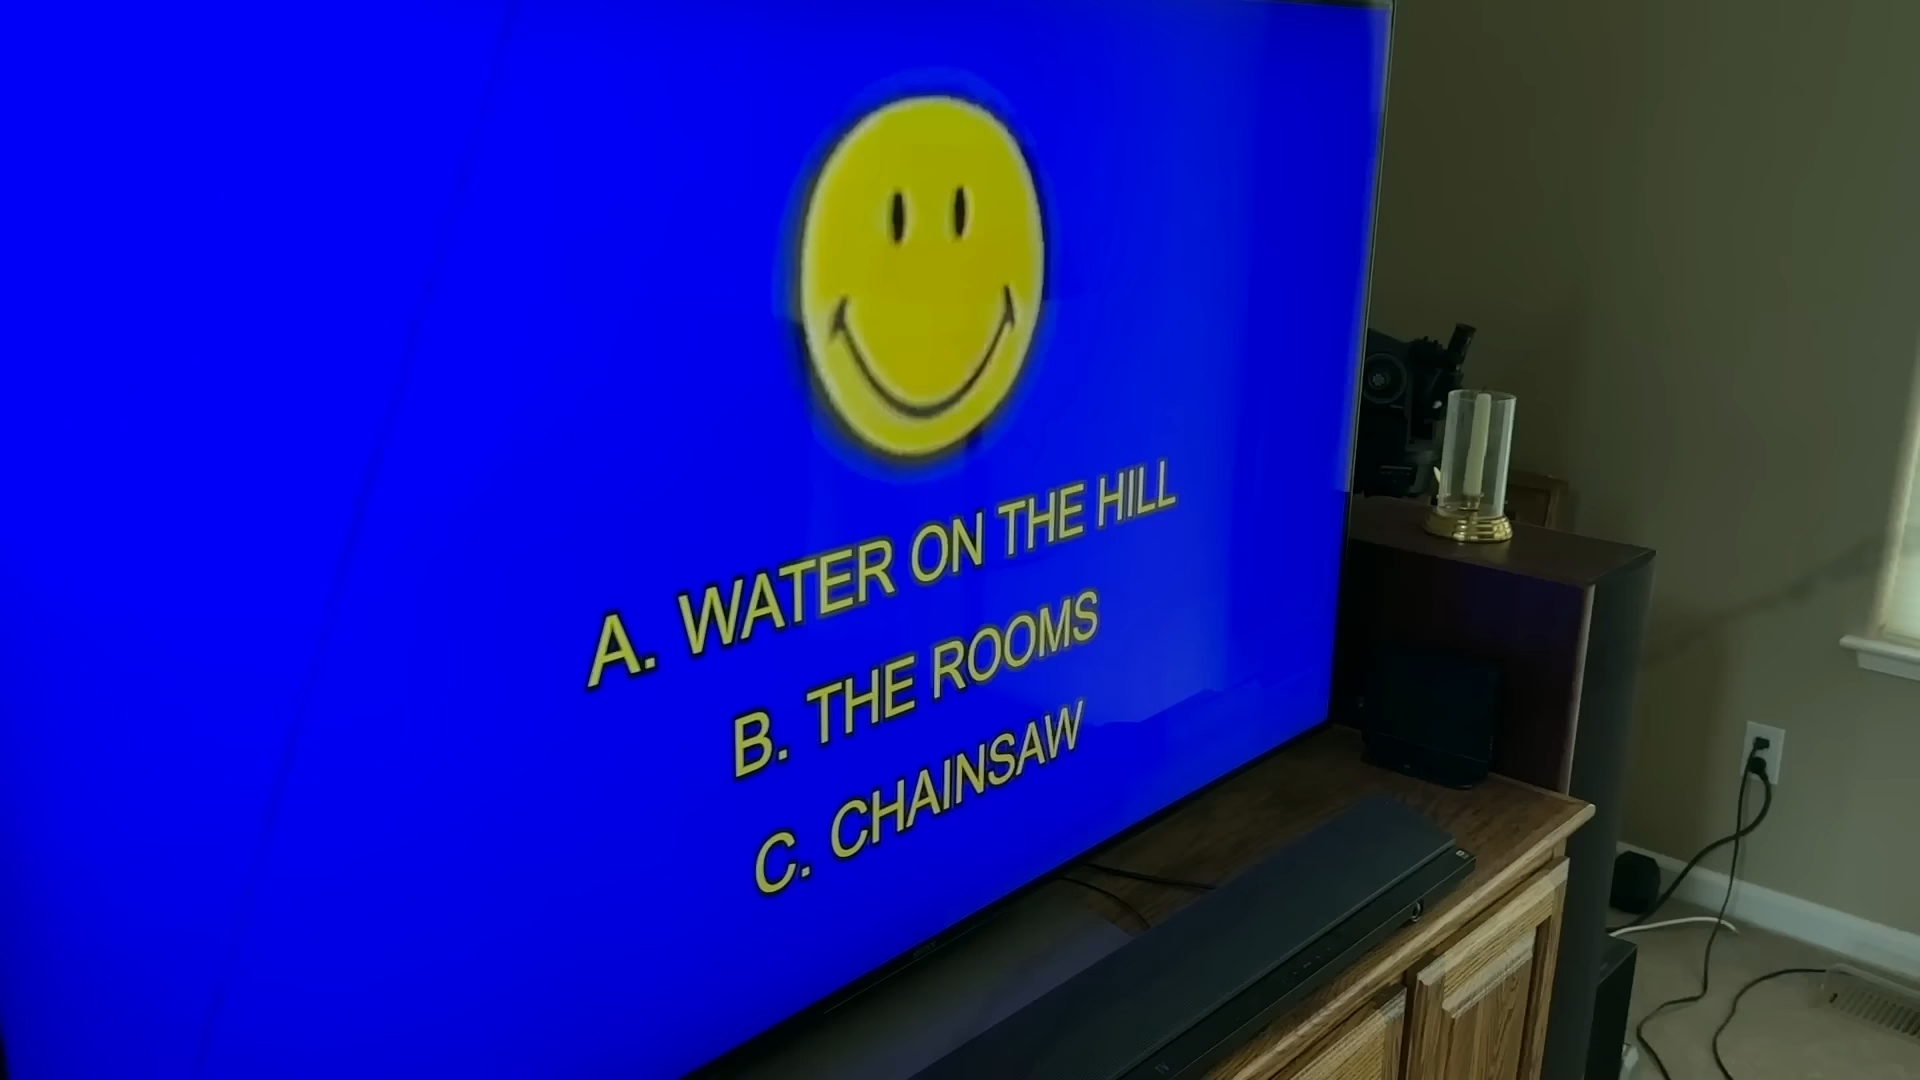 A. WATER ON THE HILL
B. THE ROOMS
C. CHAINSAW